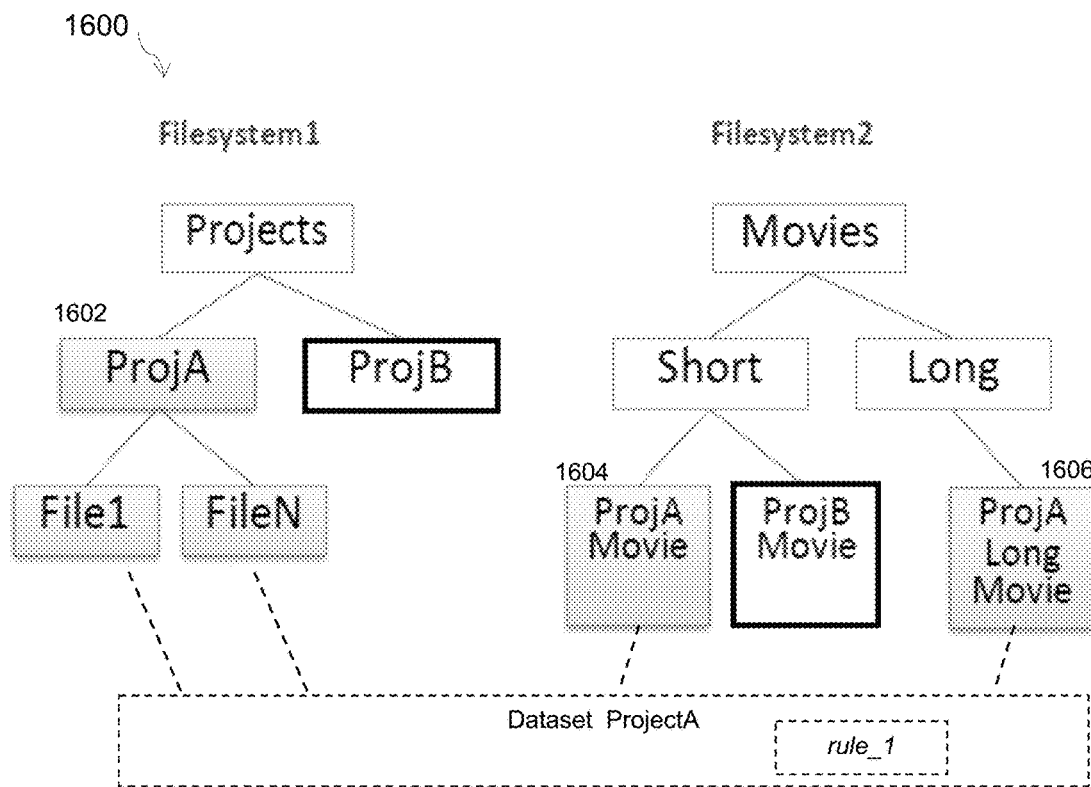 1600
Filesystem1
Filesystem2
Projects
Movies
1602
ProjA
ProjB
Short
Long
File1
FileN
1604
ProjA
Movie
ProjB
Movie
1606
ProjA
Long
Movie
Dataset ProjectA
rule_1